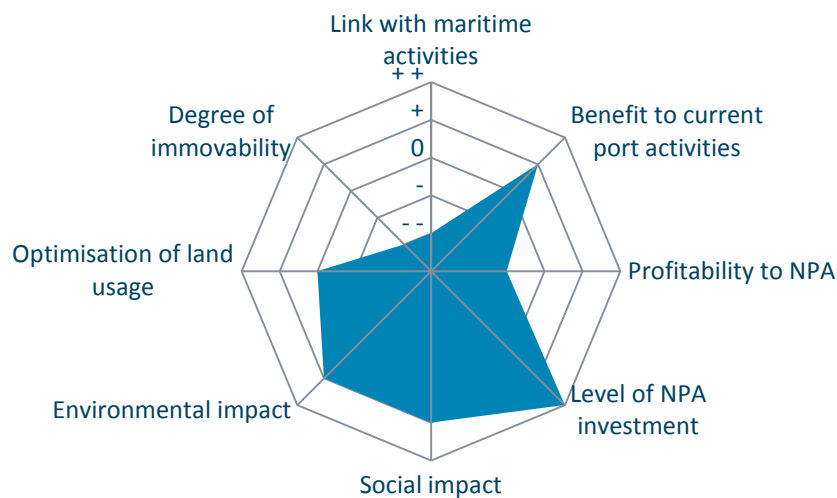 Link with maritime
activities
+ +
+
0
-
- -
Benefit to current
port activities
Profitability to NPA
Level of NPA
investment
Social impact
Environmental impact
Optimisation of land
usage
Degree of
immovability